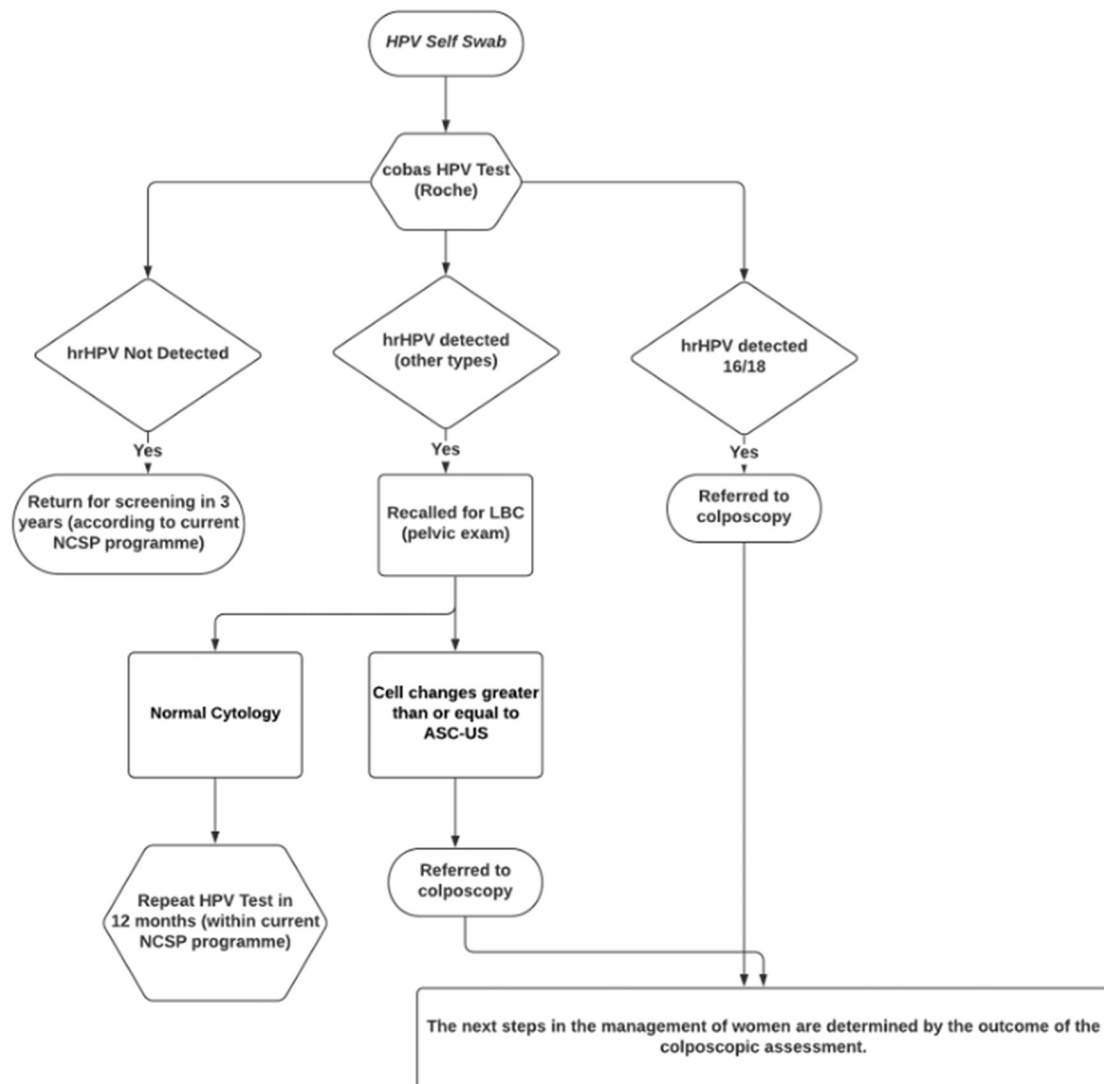 HPV Self Swab
cobas HPV Test
(Roche)
hrHPV Not Detected
hrHPV detected
(other types)
hrHPV detected
16/18
Yes
Yes
Yes
Return for screening in 3
years (according to current
NCSP programme)
Recalled for LBC
(pelvic exam)
Referred to
colposcopy
Normal Cytology
Cell changes greater
than or equal to
ASC-US
Repeat HPV Test in
12 months (within current
NCSP programme)
Referred to
colposcopy
The next steps in the management of women are determined by the outcome of the
colposcopic assessment.